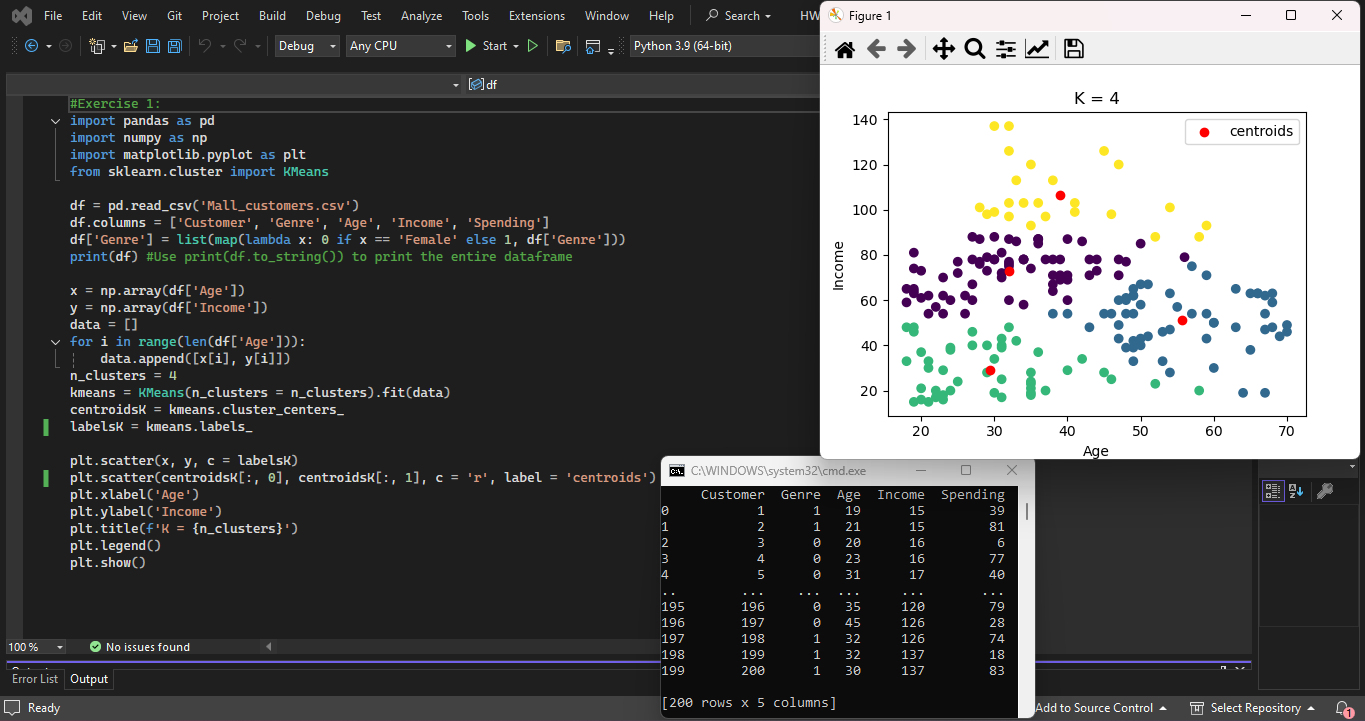 File Edit View Git Project Build Debug Test Analyze Tools Extensions Window Help Search HW
Debug Any CPU Start Python 3.9 (64-bit)
df
#Exercise 1:
import pandas as pd
import numpy as np
import matplotlib.pyplot as plt
from sklearn.cluster import KMeans
df = pd.read_csv('Mall_customers.csv')
df.columns = ['Customer', 'Genre', 'Age', 'Income', 'Spending']
df['Genre'] = list(map(lambda x: 0 if x == 'Female' else 1, df['Genre']))
print(df) #Use print(df.to_string()) to print the entire dataframe
x = np.array(df['Age'])
y = np.array(df['Income'])
data = []
for i in range(len(df['Age'])):
data.append([x[i], y[i]])
n_clusters = 4
kmeans = KMeans(n_clusters = n_clusters).fit(data)
centroidsK = kmeans.cluster_centers_
labelsK = kmeans.labels_
plt.scatter(x, y, c = labelsK)
plt.scatter(centroidsK[:, 0], centroidsK[:, 1], c = 'r', label = 'centroids')
plt.xlabel('Age')
plt.ylabel('Income')
plt.title(f'K = {n_clusters}')
plt.legend()
plt.show()
100 % No issues found
Error List Output
Ready
Add to Source Control Select Repository 1
Figure 1
K = 4
centroids
140
120
100
80
60
40
20
Income
20 30 40 50 60 70
Age
C:\WINDOWS\system32\cmd.exe
Customer Genre Age Income Spending
0 1 1 19 15 39
1 2 1 21 15 81
2 3 0 20 16 6
3 4 0 23 16 77
4 5 0 31 17 40
.. ... ... ... ... ...
195 196 0 35 120 79
196 197 0 45 126 28
197 198 1 32 126 74
198 199 1 32 137 18
199 200 1 30 137 83
[200 rows x 5 columns]